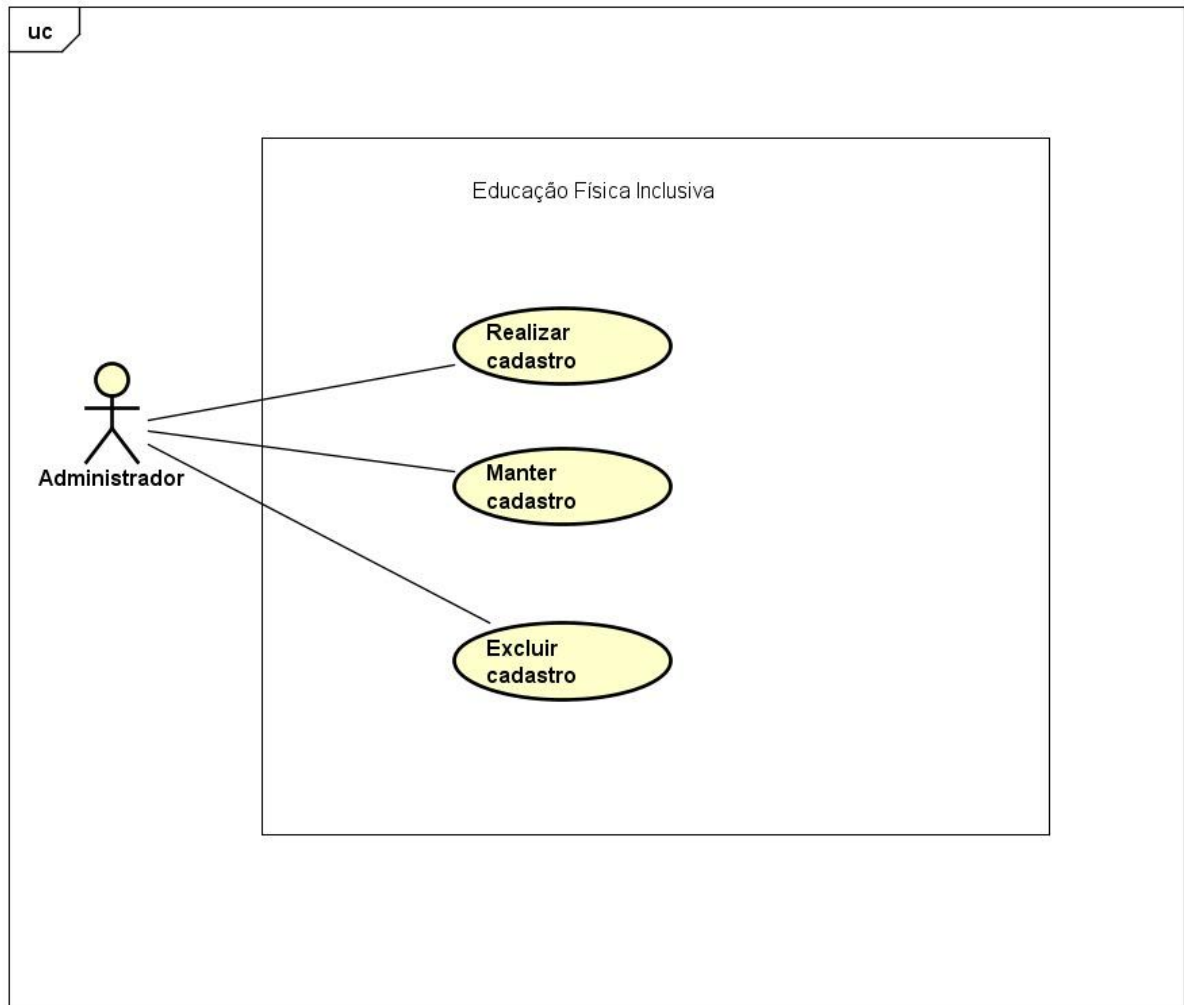 uc
Educação Física Inclusiva
Realizar
cadastro
Administrador
Manter
cadastro
Excluir
cadastro